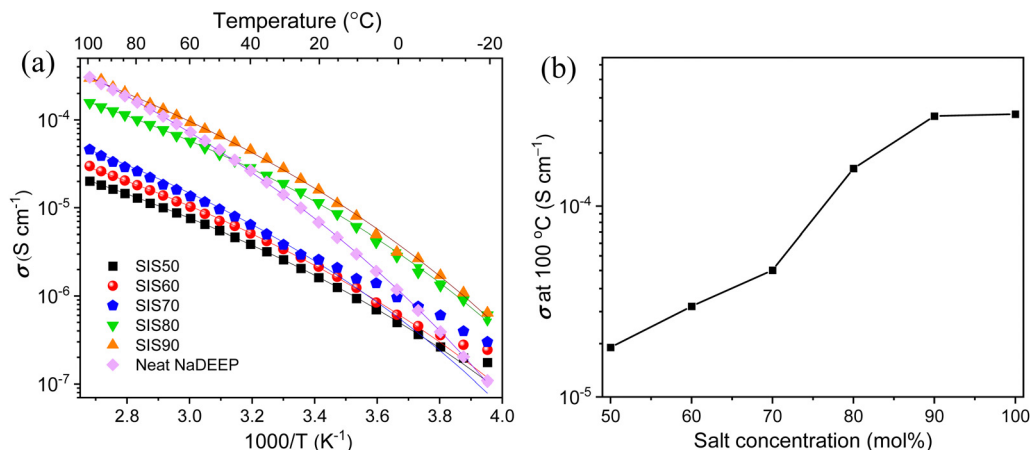 Temperature (°C)
100 80 60 40 20 0 -20
(a)
10⁻⁴
10⁻⁵
10⁻⁶
10⁻⁷
σ (S cm⁻¹)
SIS50
SIS60
SIS70
SIS80
SIS90
Neat NaDEEP
2.8 3.0 3.2 3.4 3.6 3.8 4.0
1000/T (K⁻¹)
(b)
σ at 100 °C (S cm⁻¹)
10⁻⁴
10⁻⁵
50 60 70 80 90 100
Salt concentration (mol%)